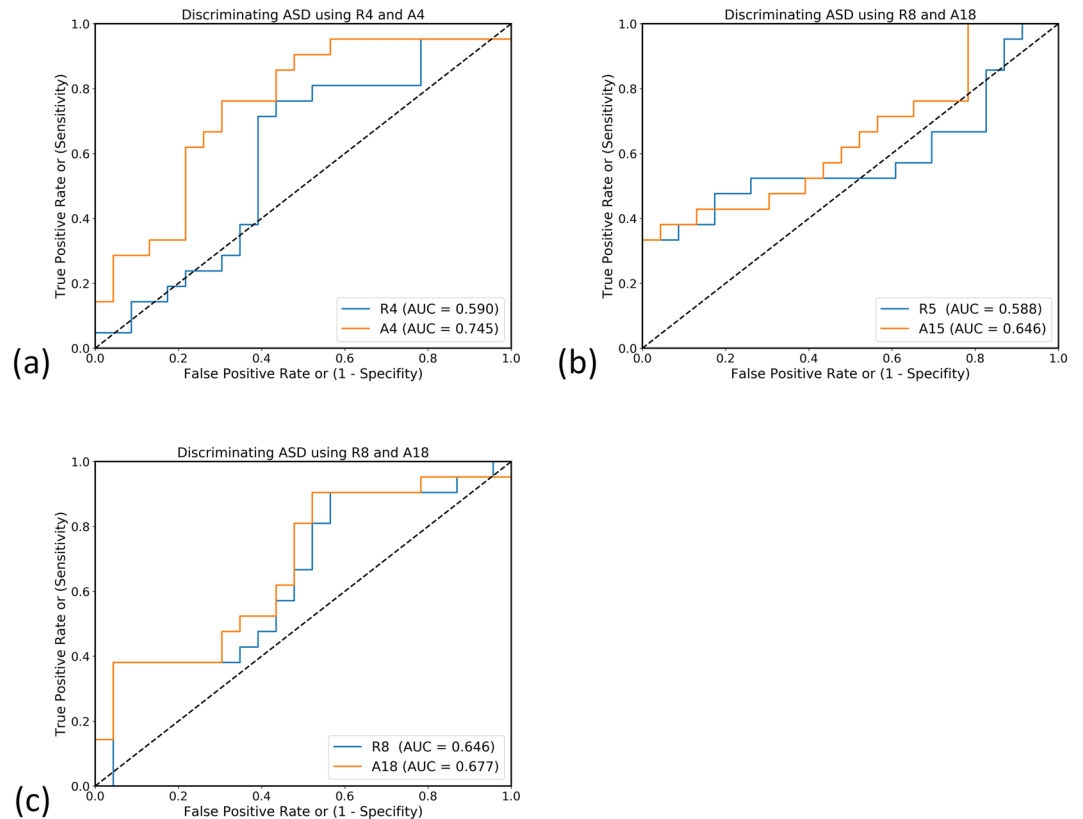 Discriminating ASD using R4 and A4
1.0
0.8
0.6
0.4
0.2
0.0
True Positive Rate or (Sensitivity)
R4 (AUC = 0.590)
A4 (AUC = 0.745)
0.0 0.2 0.4 0.6 0.8 1.0
False Positive Rate or (1 - Specifity)
(a)
Discriminating ASD using R8 and A18
1.0
0.8
0.6
0.4
0.2
0.0
True Positive Rate or (Sensitivity)
R5 (AUC = 0.588)
A15 (AUC = 0.646)
0.0 0.2 0.4 0.6 0.8 1.0
False Positive Rate or (1 - Specifity)
(b)
Discriminating ASD using R8 and A18
1.0
0.8
0.6
0.4
0.2
0.0
True Positive Rate or (Sensitivity)
R8 (AUC = 0.646)
A18 (AUC = 0.677)
0.0 0.2 0.4 0.6 0.8 1.0
False Positive Rate or (1 - Specifity)
(c)